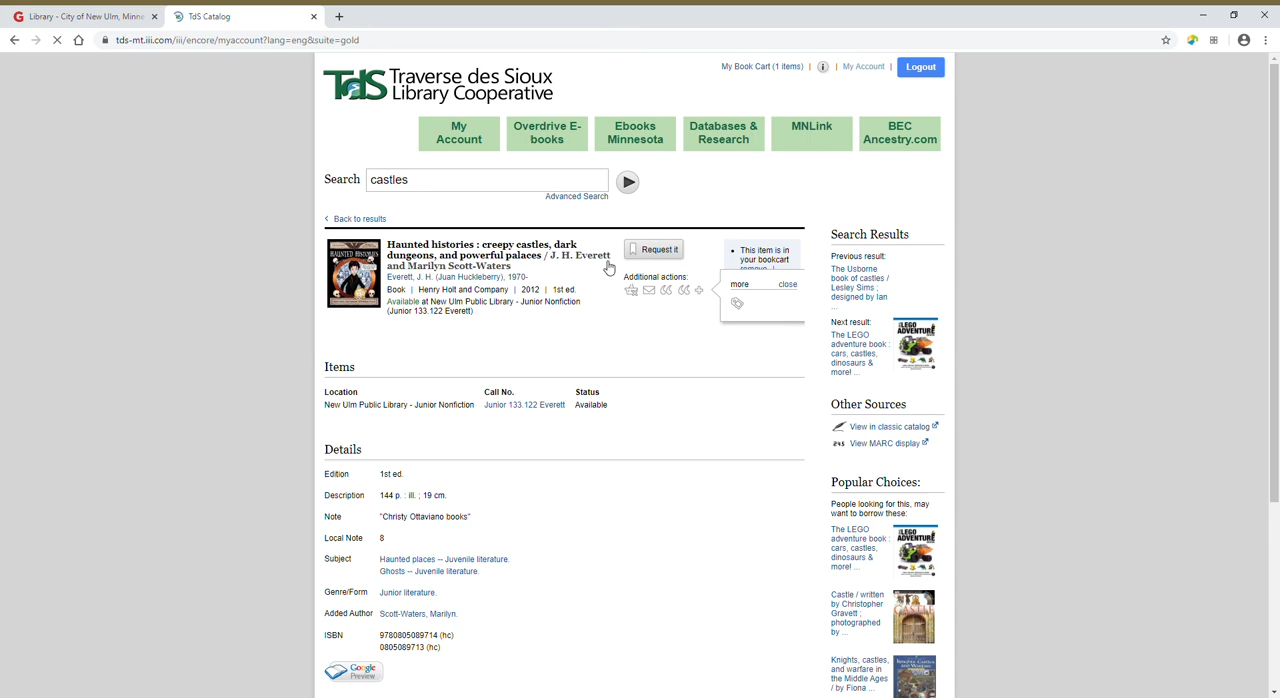 Library - City of New Ulm, Minne
TdS Catalog
tds-mt.iii.com/iii/encore/myaccount?lang=eng&suite=gold
My Book Cart (1 items) | i | My Account | Logout
TdS Traverse des Sioux
Library Cooperative
My
Account
Overdrive E-
books
Ebooks
Minnesota
Databases &
Research
MNLink
BEC
Ancestry.com
Search castles
Advanced Search
Back to results
HAUNTED HISTORIES
Haunted histories : creepy castles, dark
dungeons, and powerful palaces / J. H. Everett
and Marilyn Scott-Waters
Everett, J. H. (Juan Huckleberry), 1970-
Book | Henry Holt and Company | 2012 | 1st ed.
Available at New Ulm Public Library - Junior Nonfiction
(Junior 133.122 Everett)
Request it
Additional actions:
• This item is in
your bookcart
more close
Items
Location Call No. Status
New Ulm Public Library - Junior Nonfiction Junior 133.122 Everett Available
Details
Edition 1st ed.
Description 144 p. : ill. ; 19 cm.
Note "Christy Ottaviano books"
Local Note 8
Subject Haunted places -- Juvenile literature.
Ghosts -- Juvenile literature.
Genre/Form Junior literature.
Added Author Scott-Waters, Marilyn.
ISBN 9780805089714 (hc)
0805089713 (hc)
Google
Preview
Search Results
Previous result:
The Usborne
book of castles /
Lesley Sims ;
designed by Ian
...
Next result:
The LEGO
adventure book :
cars, castles,
dinosaurs &
more! ...
LEGO
ADVENTURE
Other Sources
View in classic catalog
245 View MARC display
Popular Choices:
People looking for this, may
want to borrow these:
The LEGO
adventure book :
cars, castles,
dinosaurs &
more! ...
LEGO
ADVENTURE
Castle / written
by Christopher
Gravett ;
photographed
by ...
CASTLE
Knights, castles,
and warfare in
the Middle Ages
/ by Fiona ...